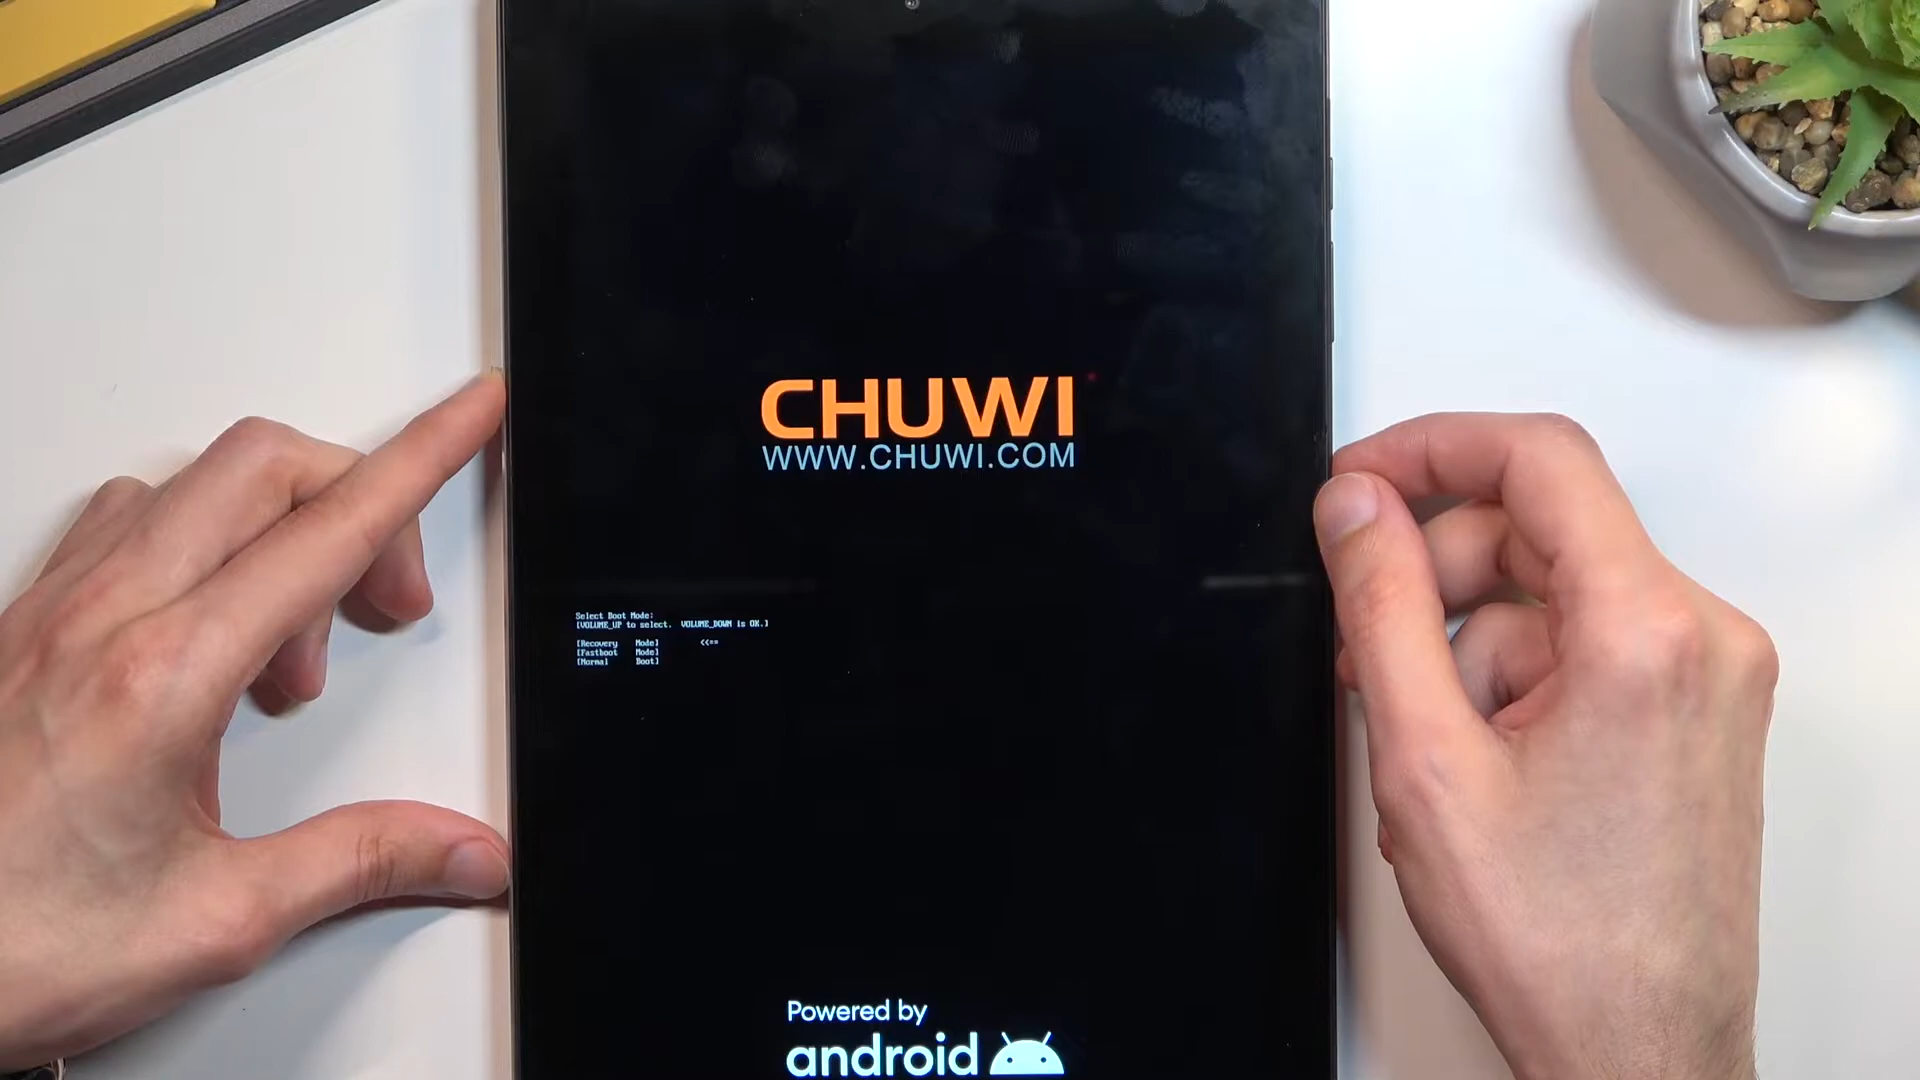 CHUWI
WWW.CHUWI.COM
Select Boot Mode:
[VOLUME_UP to select.  VOLUME_DOWN is OK.]
[Recovery    Mode]         <<==
[Fastboot    Mode]
[Normal      Boot]
Powered by
android